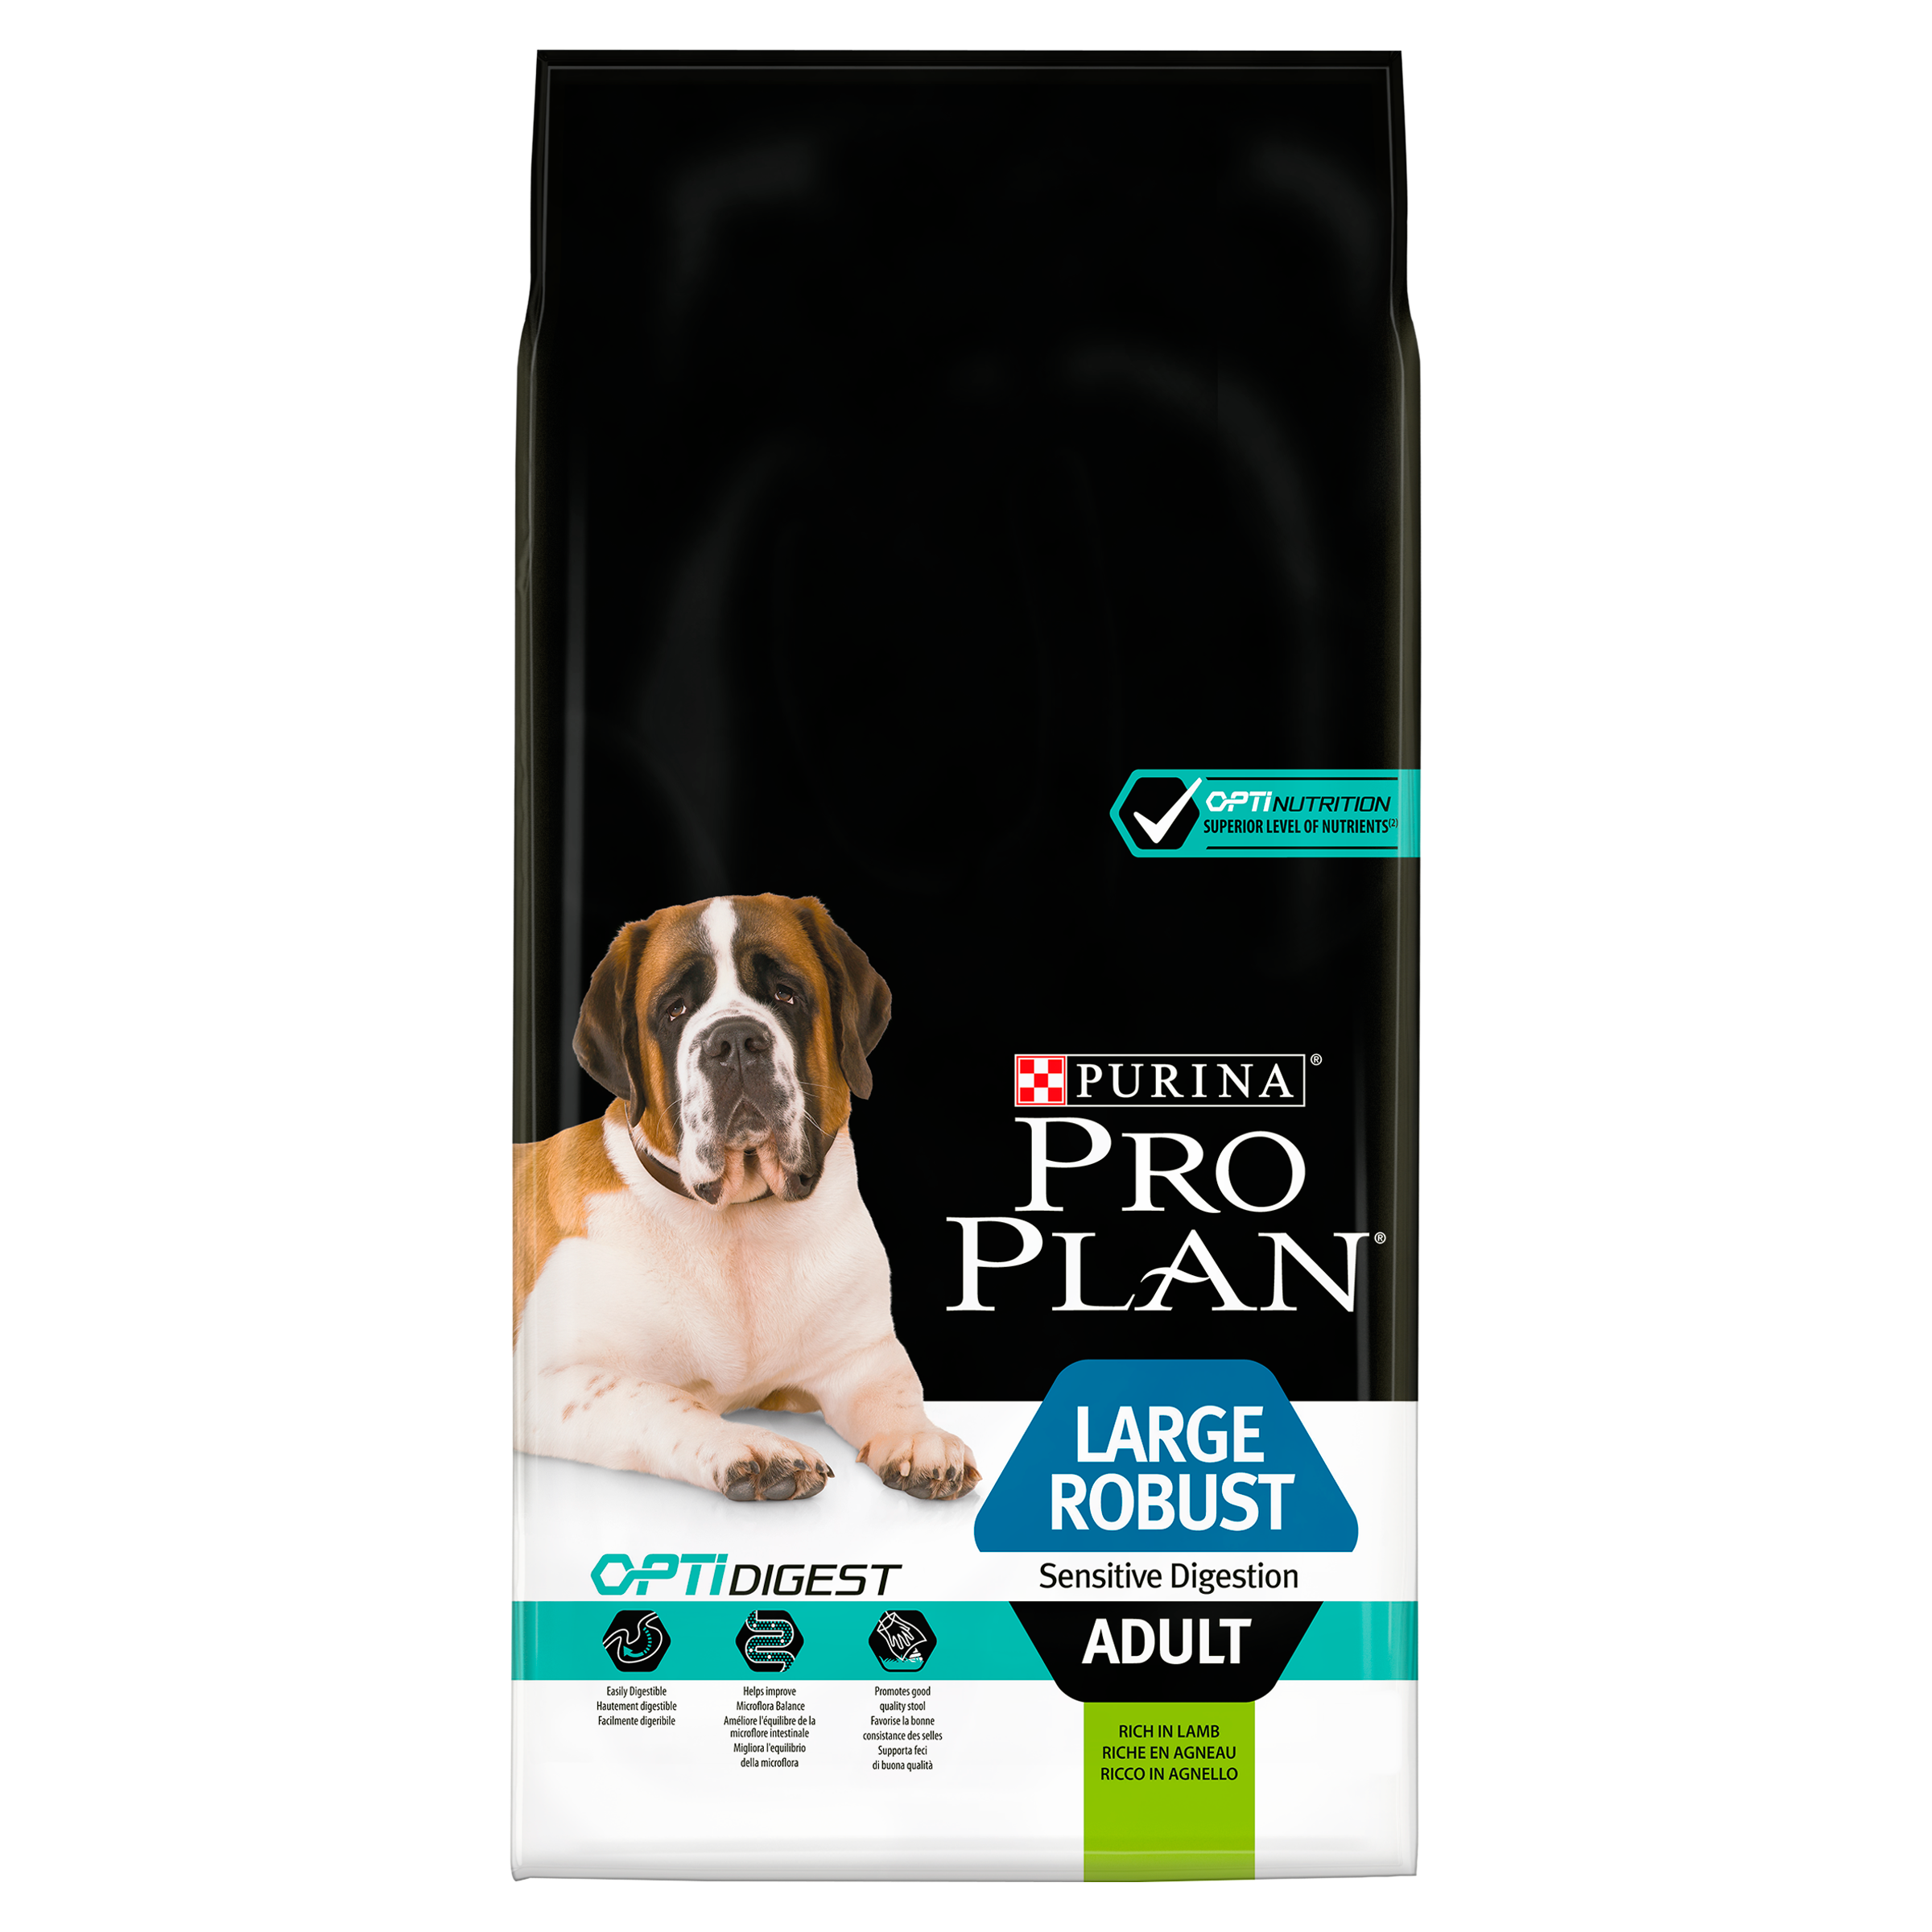 OPTINUTRITION
SUPERIOR LEVEL OF NUTRIENTS(2)
PURINA®
PRO
PLAN®
LARGE
ROBUST
Sensitive Digestion
ADULT
OPTIDIGEST
Easily Digestible
Hautement digestible
Facilmente digeribile
Helps improve
Microflora Balance
Améliore l'équilibre de la
microflore intestinale
Migliora l'equilibrio
della microflora
Promotes good
quality stool
Favorise la bonne
consistance des selles
Supporta feci
di buona qualità
RICH IN LAMB
RICHE EN AGNEAU
RICCO IN AGNELLO